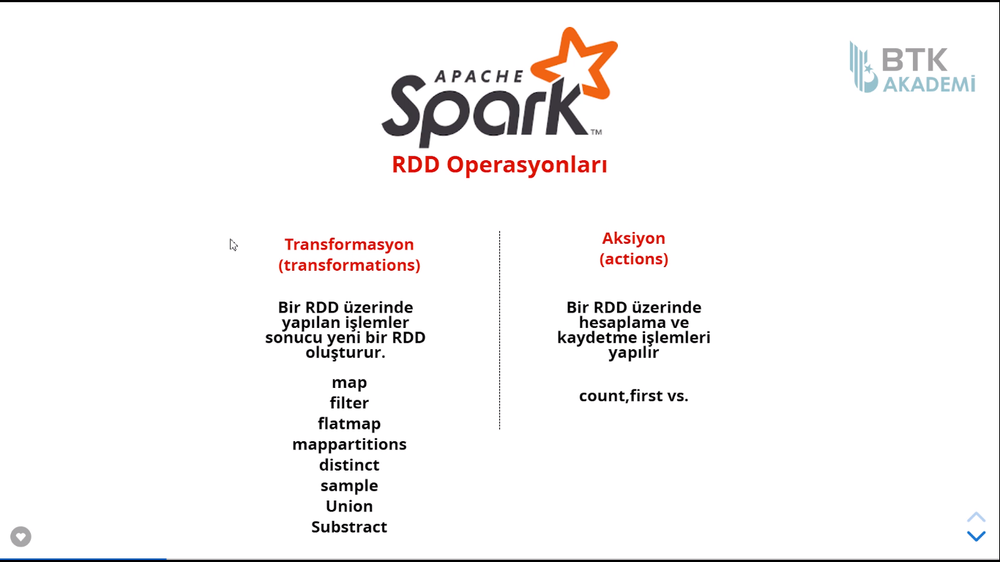 APACHE
Spark™
BTK
AKADEMİ
RDD Operasyonları
Transformasyon
(transformations)
Bir RDD üzerinde
yapılan işlemler
sonucu yeni bir RDD
oluşturur.
map
filter
flatmap
mappartitions
distinct
sample
Union
Substract
Aksiyon
(actions)
Bir RDD üzerinde
hesaplama ve
kaydetme işlemleri
yapılır
count,first vs.